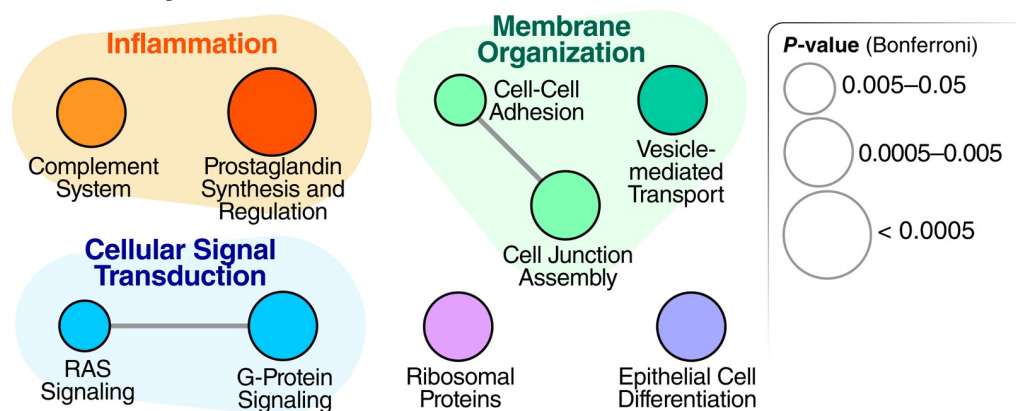 Inflammation
Complement
System
Prostaglandin
Synthesis and
Regulation
Membrane
Organization
Cell-Cell
Adhesion
Vesicle-
mediated
Transport
Cell Junction
Assembly
Cellular Signal
Transduction
RAS
Signaling
G-Protein
Signaling
Ribosomal
Proteins
Epithelial Cell
Differentiation
P-value (Bonferroni)
0.005–0.05
0.0005–0.005
< 0.0005